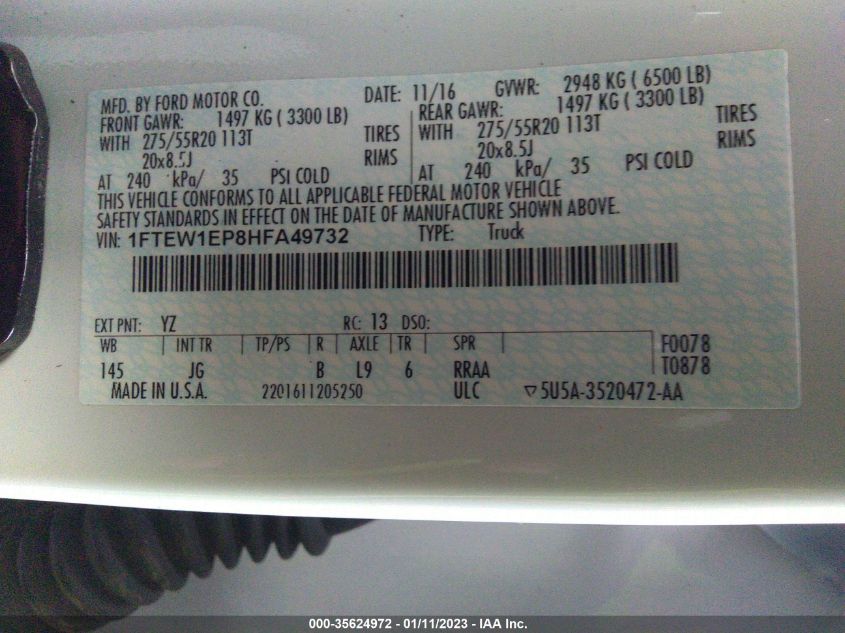 MFD. BY FORD MOTOR CO. DATE: 11/16 GVWR: 2948 KG ( 6500 LB)
FRONT GAWR: 1497 KG ( 3300 LB) REAR GAWR: 1497 KG ( 3300 LB)
WITH 275/55R20 113T TIRES WITH 275/55R20 113T TIRES
20x8.5J RIMS 20x8.5J RIMS
AT 240 kPa/ 35 PSI COLD AT 240 kPa/ 35 PSI COLD
THIS VEHICLE CONFORMS TO ALL APPLICABLE FEDERAL MOTOR VEHICLE
SAFETY STANDARDS IN EFFECT ON THE DATE OF MANUFACTURE SHOWN ABOVE.
VIN: 1FTEW1EP8HFA49732 TYPE: Truck
EXT PNT: YZ RC: 13 DSO:
WB INT TR TP/PS R AXLE TR SPR F0078
145 JG B L9 6 RRAA T0878
MADE IN U.S.A. 2201611205250 ULC ▽5U5A-3520472-AA
000-35624972 - 01/11/2023 - IAA Inc.